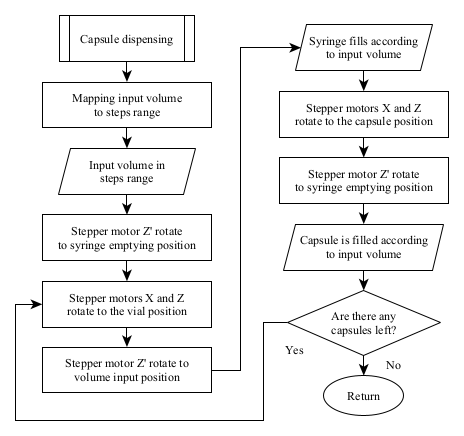 Capsule dispensing
Mapping input volume
to steps range
Input volume in
steps range
Stepper motor Z' rotate
to syringe emptying position
Stepper motors X and Z
rotate to the vial position
Stepper motor Z' rotate to
volume input position
Syringe fills according
to input volume
Stepper motors X and Z
rotate to the capsule position
Stepper motor Z' rotate
to syringe emptying position
Capsule is filled according
to input volume
Are there any
capsules left?
Yes
No
Return